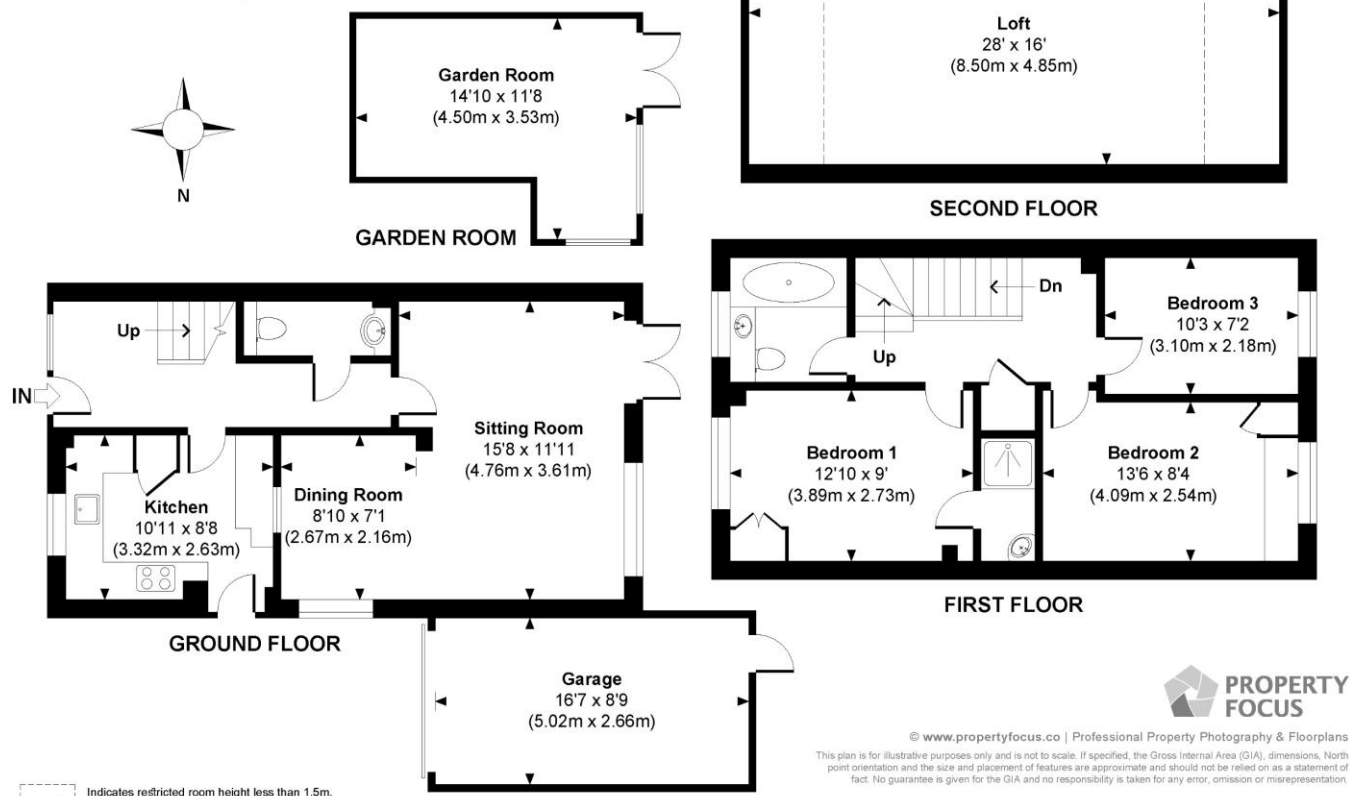 Loft
28' x 16'
(8.50m x 4.85m)
SECOND FLOOR
Garden Room
14'10 x 11'8
(4.50m x 3.53m)
GARDEN ROOM
N
Up
IN
Sitting Room
15'8 x 11'11
(4.76m x 3.61m)
Dining Room
8'10 x 7'1
(2.67m x 2.16m)
Kitchen
10'11 x 8'8
(3.32m x 2.63m)
GROUND FLOOR
Garage
16'7 x 8'9
(5.02m x 2.66m)
Dn
Up
Bedroom 3
10'3 x 7'2
(3.10m x 2.18m)
Bedroom 1
12'10 x 9'
(3.89m x 2.73m)
Bedroom 2
13'6 x 8'4
(4.09m x 2.54m)
FIRST FLOOR
PROPERTY
FOCUS
© www.propertyfocus.co | Professional Property Photography & Floorplans
This plan is for illustrative purposes only and is not to scale. If specified, the Gross Internal Area (GIA), dimensions, North
point orientation and the size and placement of features are approximate and should not be relied on as a statement of
fact. No guarantee is given for the GIA and no responsibility is taken for any error, omission or misrepresentation.
Indicates restricted room height less than 1.5m.